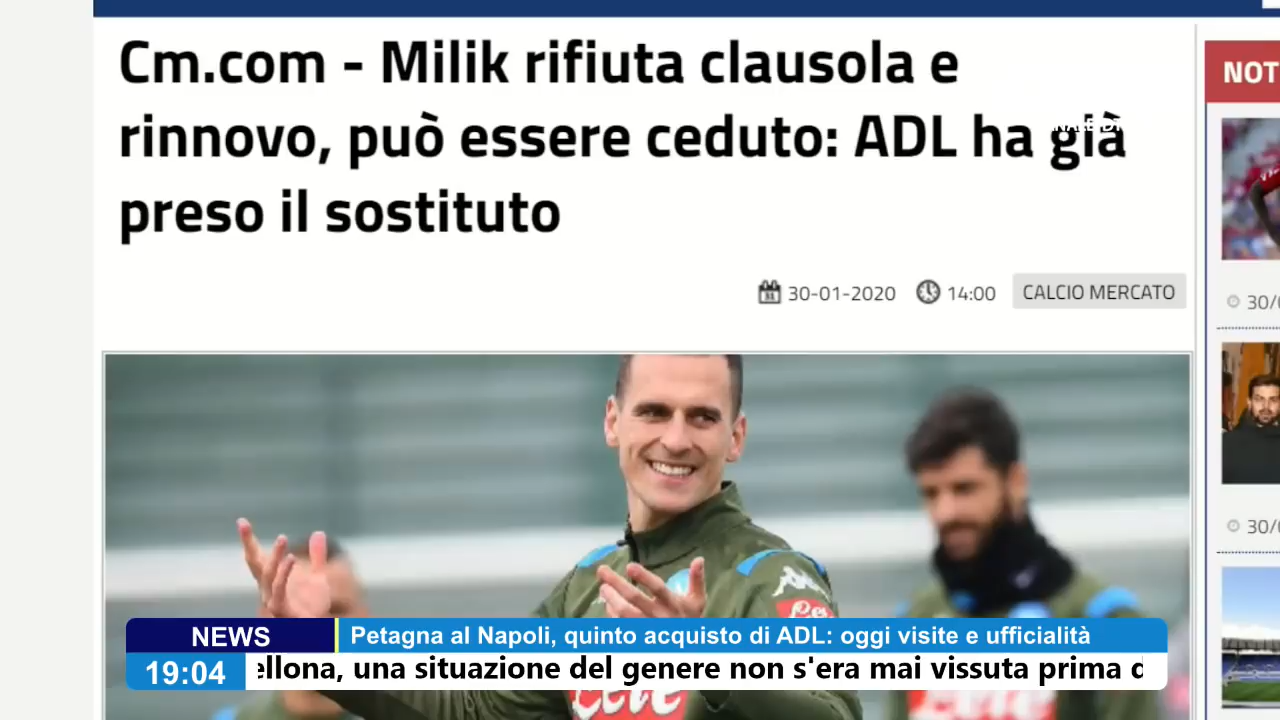 Cm.com - Milik rifiuta clausola e
rinnovo, può essere ceduto: ADL ha già
preso il sostituto
30-01-2020 14:00 CALCIO MERCATO
NOT
30/
30/
Lete
NEWS
Petagna al Napoli, quinto acquisto di ADL: oggi visite e ufficialità
19:04
ellona, una situazione del genere non s'era mai vissuta prima d
Lete